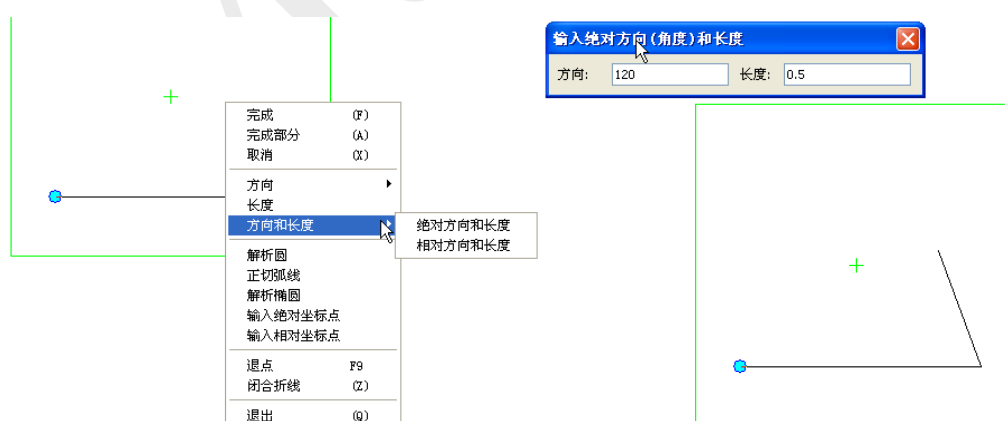 输入绝对方向(角度)和长度
方向: 120 长度: 0.5
完成 (F)
完成部分 (A)
取消 (X)
方向
长度
方向和长度
绝对方向和长度
相对方向和长度
解析圆
正切弧线
解析椭圆
输入绝对坐标点
输入相对坐标点
退点 F9
闭合折线 (Z)
退出 (Q)